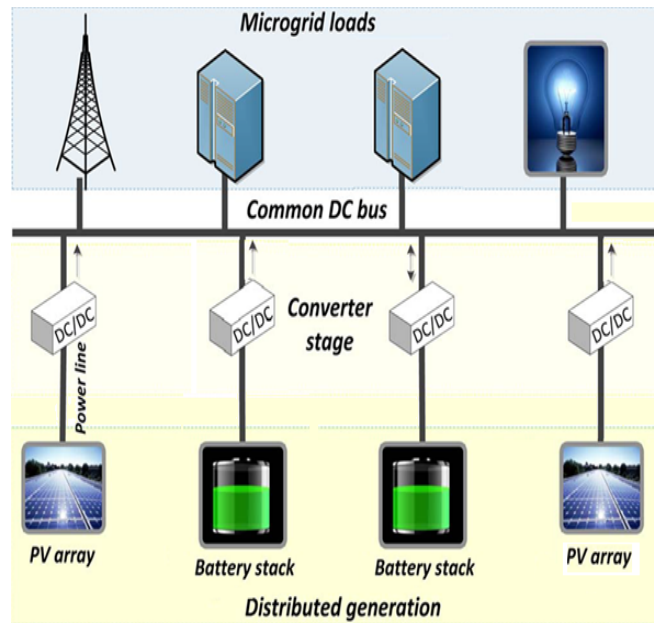 Microgrid loads
Common DC bus
DC/DC
DC/DC
Converter
stage
DC/DC
DC/DC
Power line
PV array
Battery stack
Battery stack
PV array
Distributed generation